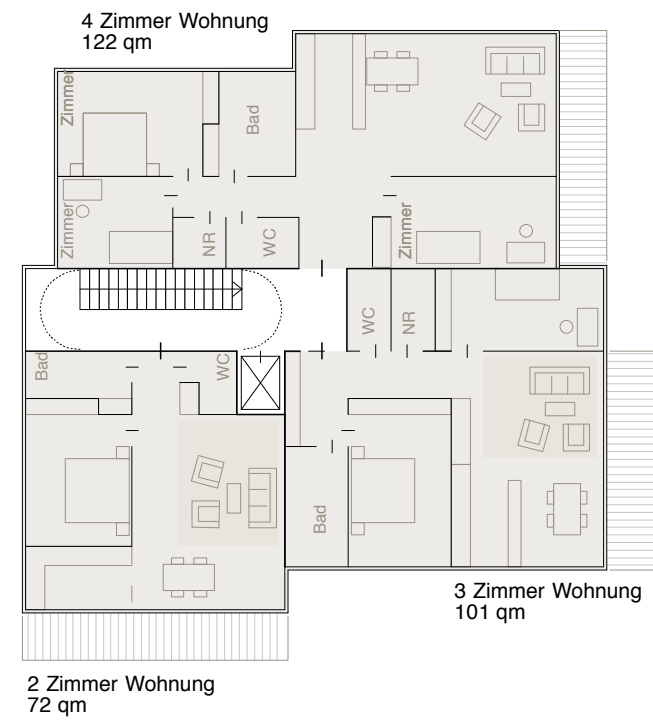 4 Zimmer Wohnung
122 qm
Zimmer
Bad
Zimmer
NR
WC
Zimmer
WC
NR
Bad
WC
Bad
3 Zimmer Wohnung
101 qm
2 Zimmer Wohnung
72 qm